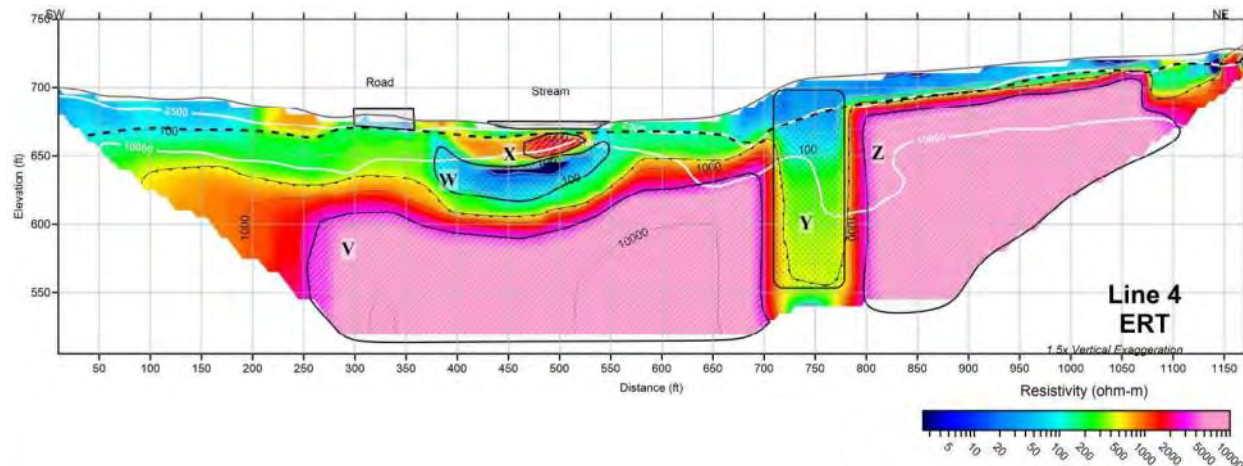 SW
NE
750
700
650
600
550
Elevation (ft)
Road
Stream
2500
100
10000
1000
100
10000
1000
1000
100
1000
10000
X
W
V
Y
Z
Line 4
ERT
1.5x Vertical Exaggeration
50 100 150 200 250 300 350 400 450 500 550 600 650 700 750 800 850 900 950 1000 1050 1100 1150
Distance (ft)
Resistivity (ohm-m)
5 10 20 50 100 200 500 1000 2000 5000 10000